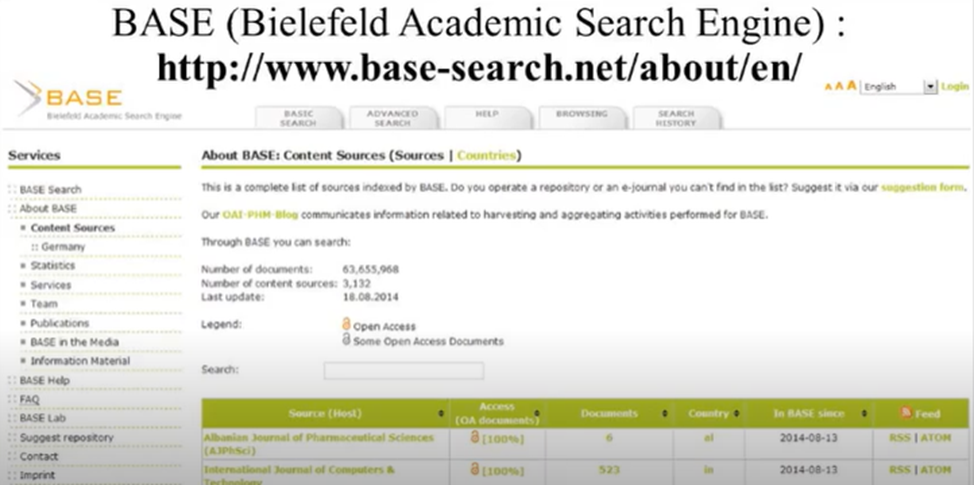 BASE (Bielefeld Academic Search Engine) :
http://www.base-search.net/about/en/
A A A English Login
BASE
Bielefeld Academic Search Engine
BASIC SEARCH
ADVANCED SEARCH
HELP
BROWSING
SEARCH HISTORY
Services
BASE Search
About BASE
Content Sources
Germany
Statistics
Services
Team
Publications
BASE in the Media
Information Material
BASE Help
FAQ
BASE Lab
Suggest repository
Contact
Imprint
About BASE: Content Sources (Sources | Countries)
This is a complete list of sources indexed by BASE. Do you operate a repository or an e-journal you can't find in the list? Suggest it via our suggestion form.
Our OAI-PHM-Blog communicates information related to harvesting and aggregating activities performed for BASE.
Through BASE you can search:
Number of documents: 63,655,968
Number of content sources: 3,132
Last update: 18.08.2014
Legend: Open Access
Some Open Access Documents
Search:
Source (Host) Access (OA documents) Documents Country In BASE since Feed
Albanian Journal of Pharmaceutical Sciences (AJPhSci) [100%] 6 al 2014-08-13 RSS | ATOM
International Journal of Computers & Technology [100%] 523 in 2014-08-13 RSS | ATOM